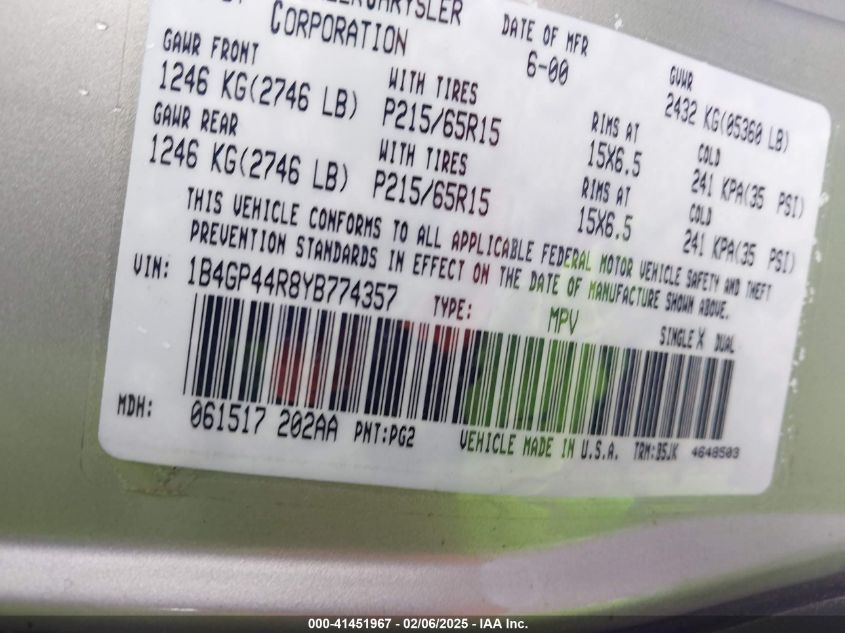 CORPORATION
DATE OF MFR
6-00
GVWR
2432 KG(05360 LB)
GAWR FRONT
1246 KG(2746 LB)
WITH TIRES
P215/65R15
RIMS AT
15X6.5
COLD
241 KPA(35 PSI)
GAWR REAR
1246 KG(2746 LB)
WITH TIRES
P215/65R15
RIMS AT
15X6.5
COLD
241 KPA(35 PSI)
THIS VEHICLE CONFORMS TO ALL APPLICABLE FEDERAL MOTOR VEHICLE SAFETY AND THEFT
PREVENTION STANDARDS IN EFFECT ON THE DATE OF MANUFACTURE SHOWN ABOVE.
VIN: 1B4GP44R8YB774357 TYPE: MPV SINGLE X DUAL
MDH: 061517 202AA PNT:PG2 VEHICLE MADE IN U.S.A. TRM:B5JK 4648503
000-41451967 - 02/06/2025 - IAA Inc.